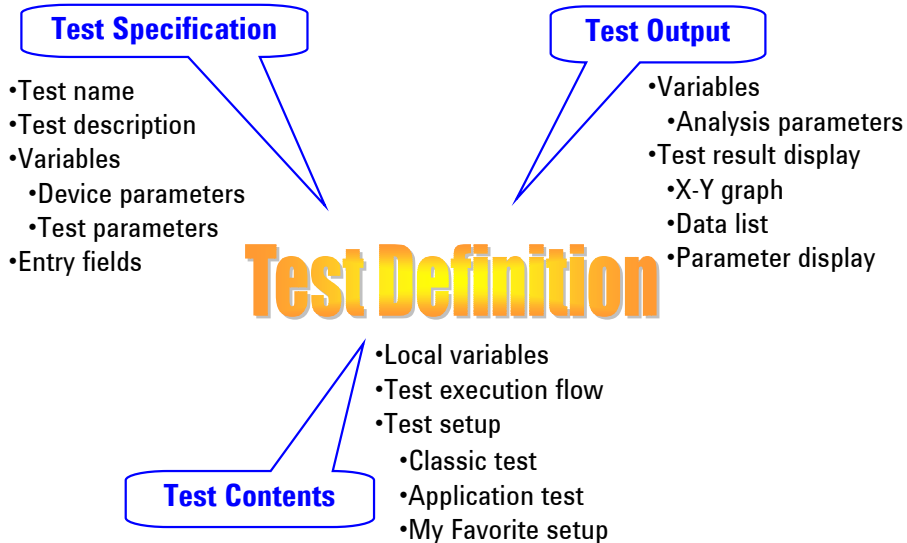 Test Specification
•Test name
•Test description
•Variables
•Device parameters
•Test parameters
•Entry fields
Test Output
•Variables
•Analysis parameters
•Test result display
•X-Y graph
•Data list
•Parameter display
Test Definition
•Local variables
•Test execution flow
•Test setup
•Classic test
•Application test
•My Favorite setup
Test Contents